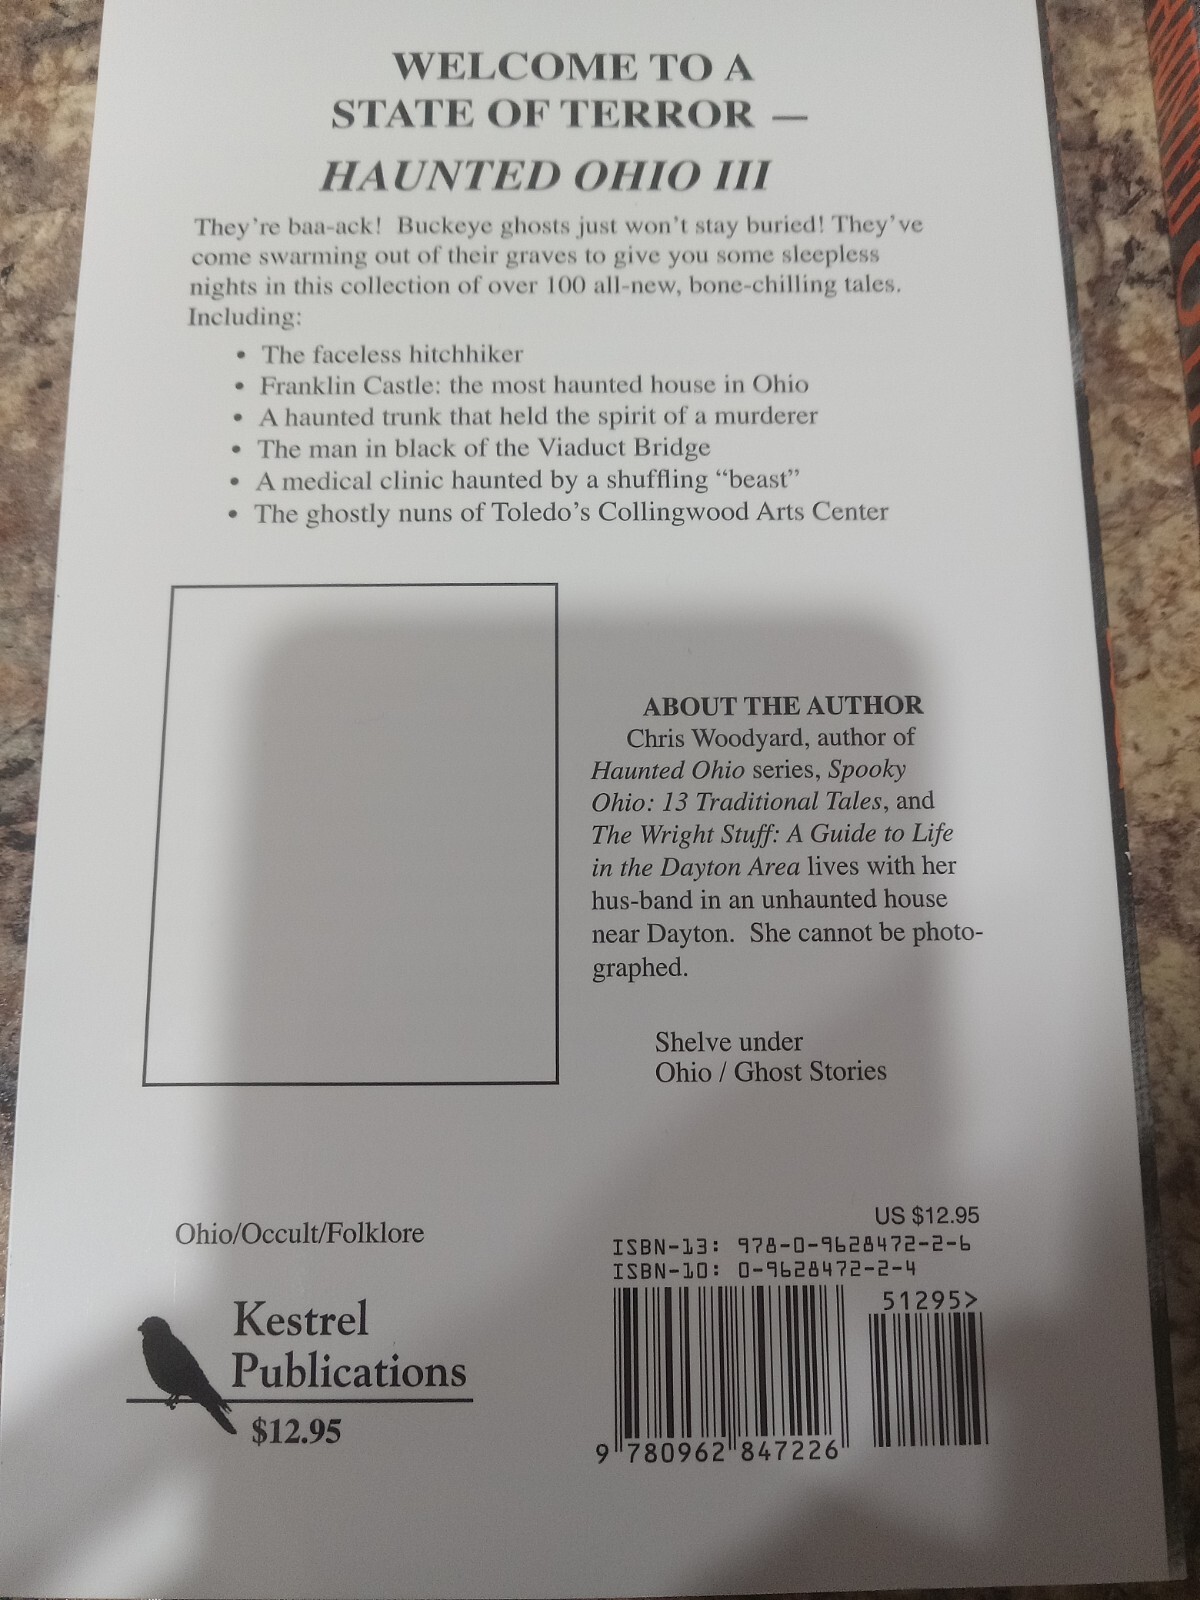 WELCOME TO A
STATE OF TERROR —
HAUNTED OHIO III
They're baa-ack! Buckeye ghosts just won't stay buried! They've
come swarming out of their graves to give you some sleepless
nights in this collection of over 100 all-new, bone-chilling tales.
Including:
• The faceless hitchhiker
• Franklin Castle: the most haunted house in Ohio
• A haunted trunk that held the spirit of a murderer
• The man in black of the Viaduct Bridge
• A medical clinic haunted by a shuffling “beast”
• The ghostly nuns of Toledo's Collingwood Arts Center
ABOUT THE AUTHOR
Chris Woodyard, author of
Haunted Ohio series, Spooky
Ohio: 13 Traditional Tales, and
The Wright Stuff: A Guide to Life
in the Dayton Area lives with her
hus-band in an unhaunted house
near Dayton. She cannot be photo-
graphed.
Shelve under
Ohio / Ghost Stories
Ohio/Occult/Folklore
Kestrel
Publications
$12.95
US $12.95
ISBN-13: 978-0-9628472-2-6
ISBN-10: 0-9628472-2-4
51295>
9 780962 847226